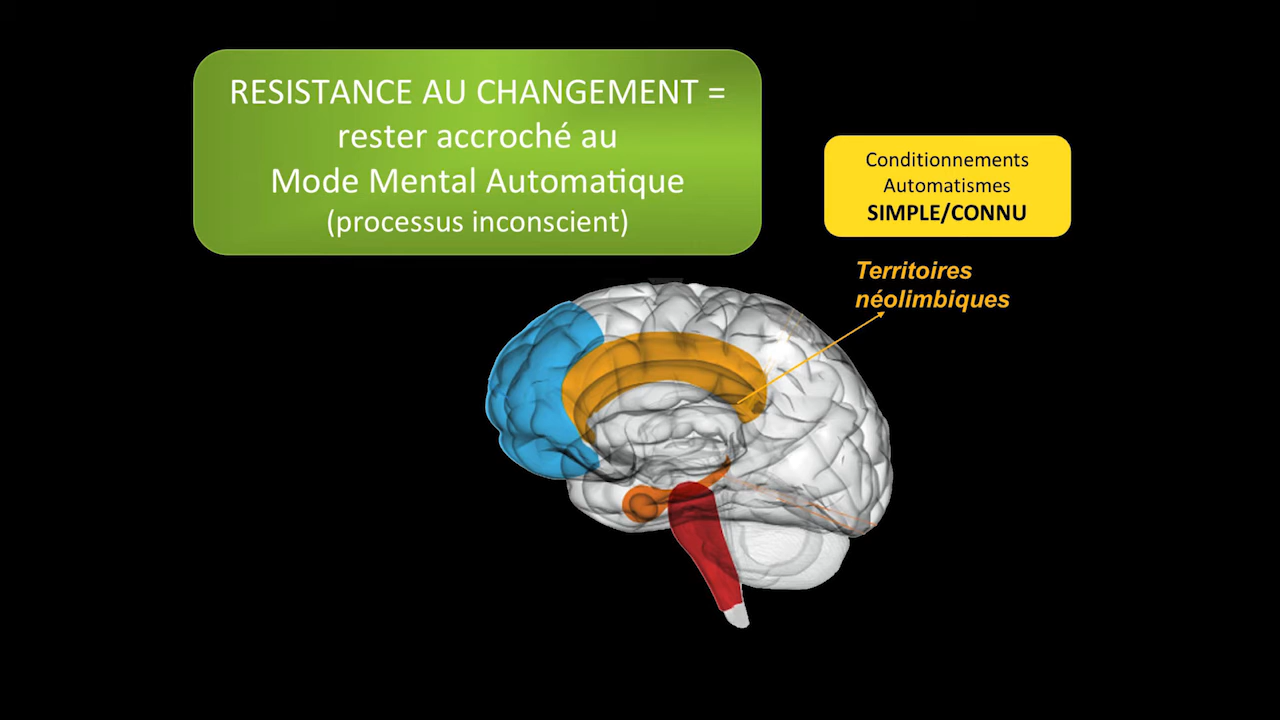 RESISTANCE AU CHANGEMENT =
rester accroché au
Mode Mental Automatique
(processus inconscient)
Conditionnements
Automatismes
SIMPLE/CONNU
Territoires
néolimbiques